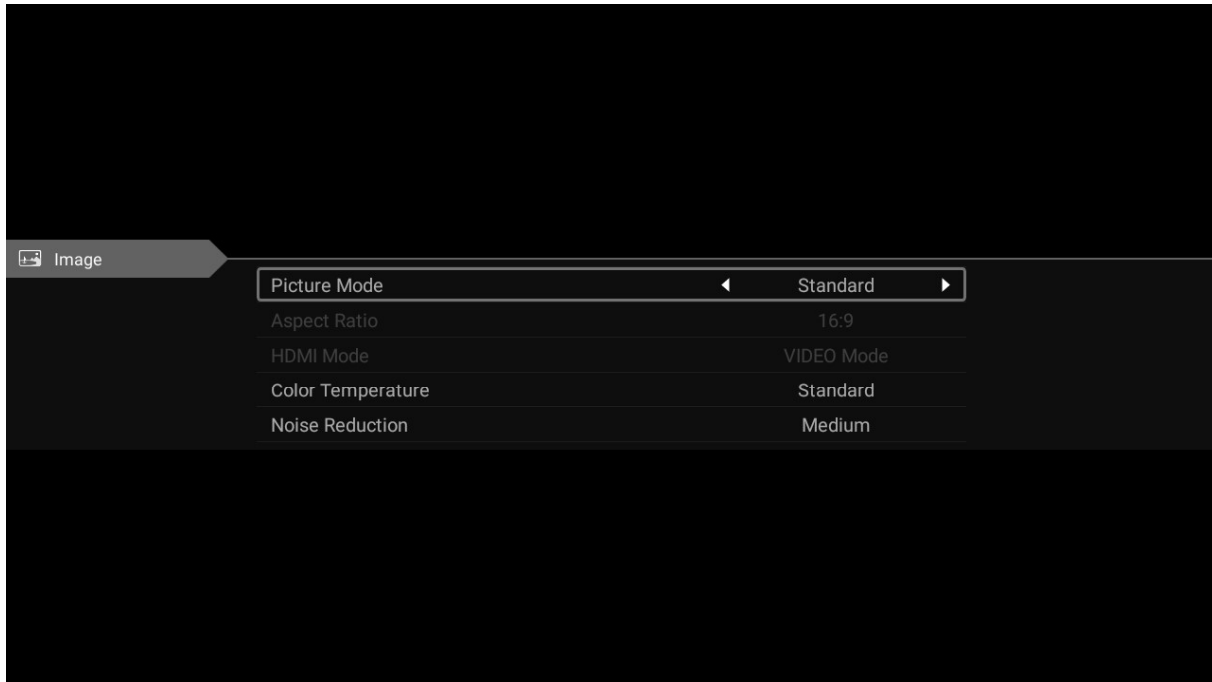 Image
Picture Mode Standard
Aspect Ratio 16:9
HDMI Mode VIDEO Mode
Color Temperature Standard
Noise Reduction Medium